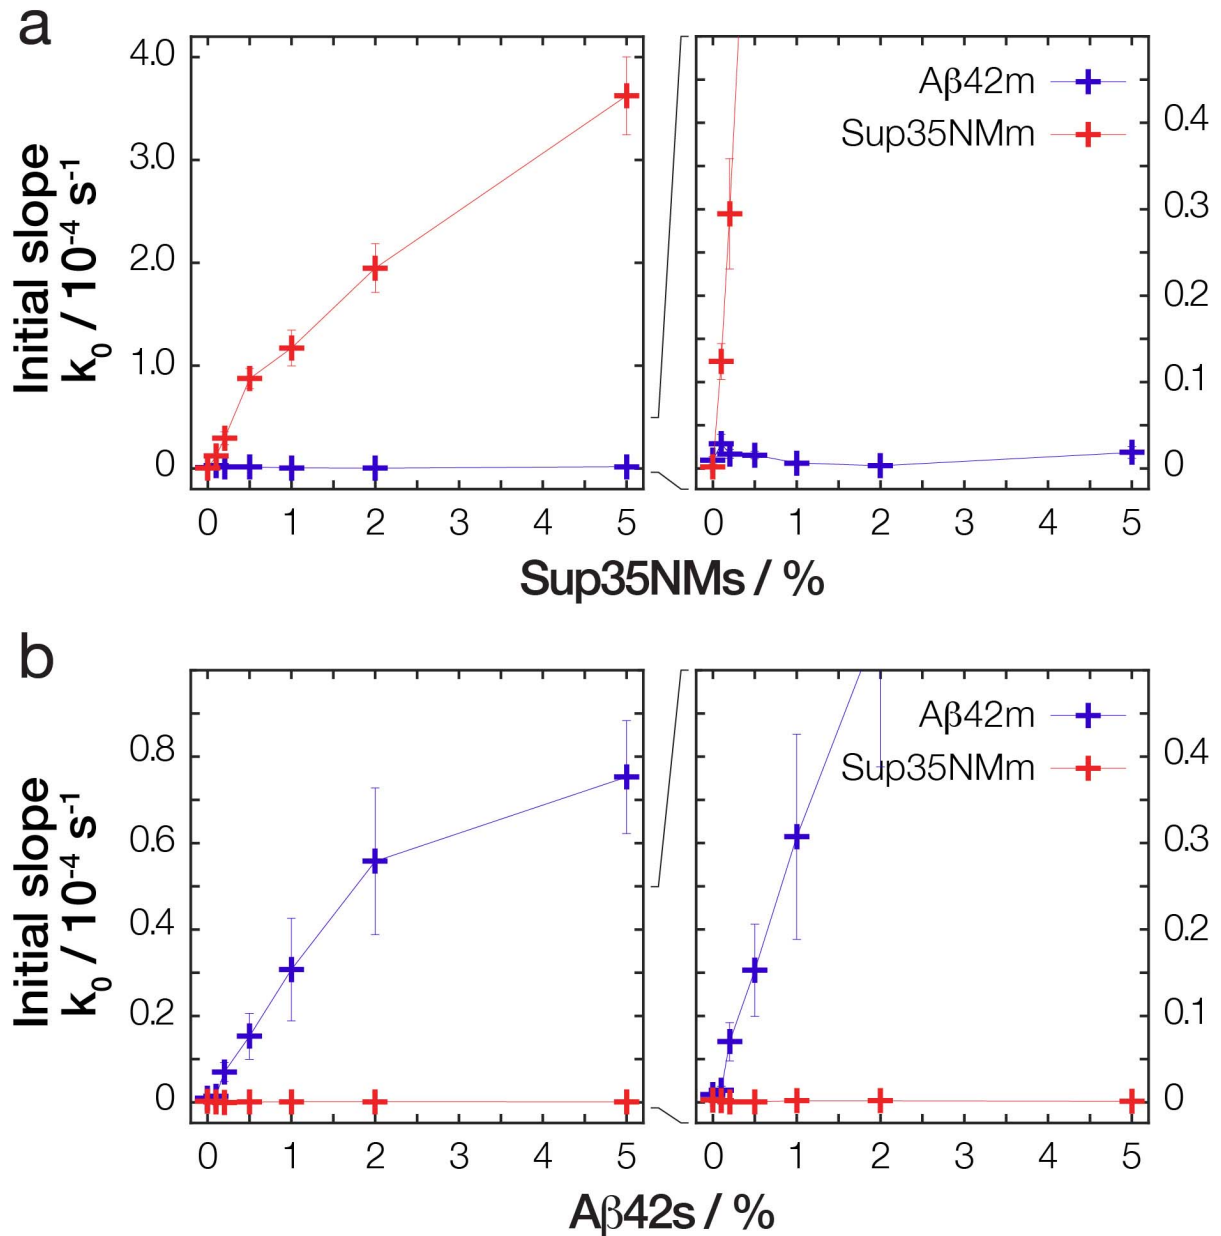 a
4.0
3.0
2.0
1.0
0
Initial slope
k₀ / 10⁻⁴ s⁻¹
Aβ42m
Sup35NMm
0.4
0.3
0.2
0.1
0
0 1 2 3 4 5
0 1 2 3 4 5
Sup35NMs / %
b
0.8
0.6
0.4
0.2
0
Initial slope
k₀ / 10⁻⁴ s⁻¹
Aβ42m
Sup35NMm
0.4
0.3
0.2
0.1
0
0 1 2 3 4 5
0 1 2 3 4 5
Aβ42s / %